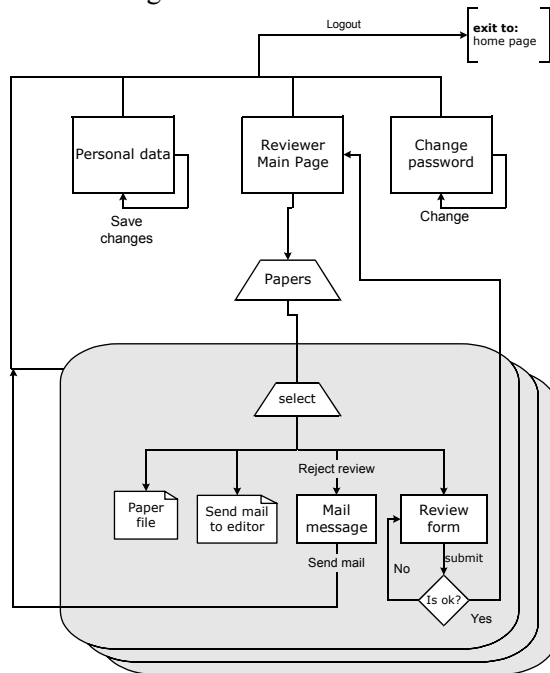 Logout
exit to:
home page
Personal data
Reviewer
Main Page
Change
password
Save
changes
Change
Papers
select
Reject review
Paper
file
Send mail
to editor
Mail
message
Review
form
Send mail
submit
No
Is ok?
Yes